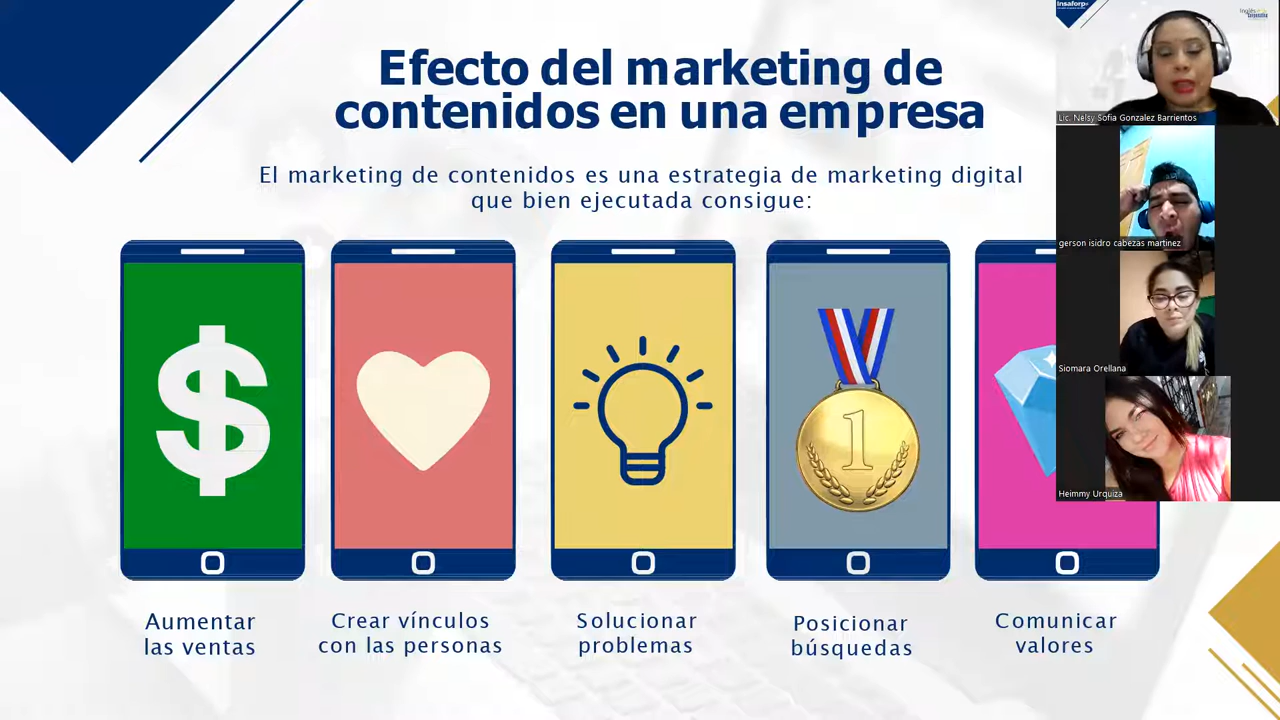 Efecto del marketing de
contenidos en una empresa
El marketing de contenidos es una estrategia de marketing digital
que bien ejecutada consigue:
1
Aumentar
las ventas
Crear vínculos
con las personas
Solucionar
problemas
Posicionar
búsquedas
Comunicar
valores
Insaforp
Lic. Nelsy Sofia Gonzalez Barrientos
gerson isidro cabezas martinez
Siomara Orellana
Heimmy Urquiza